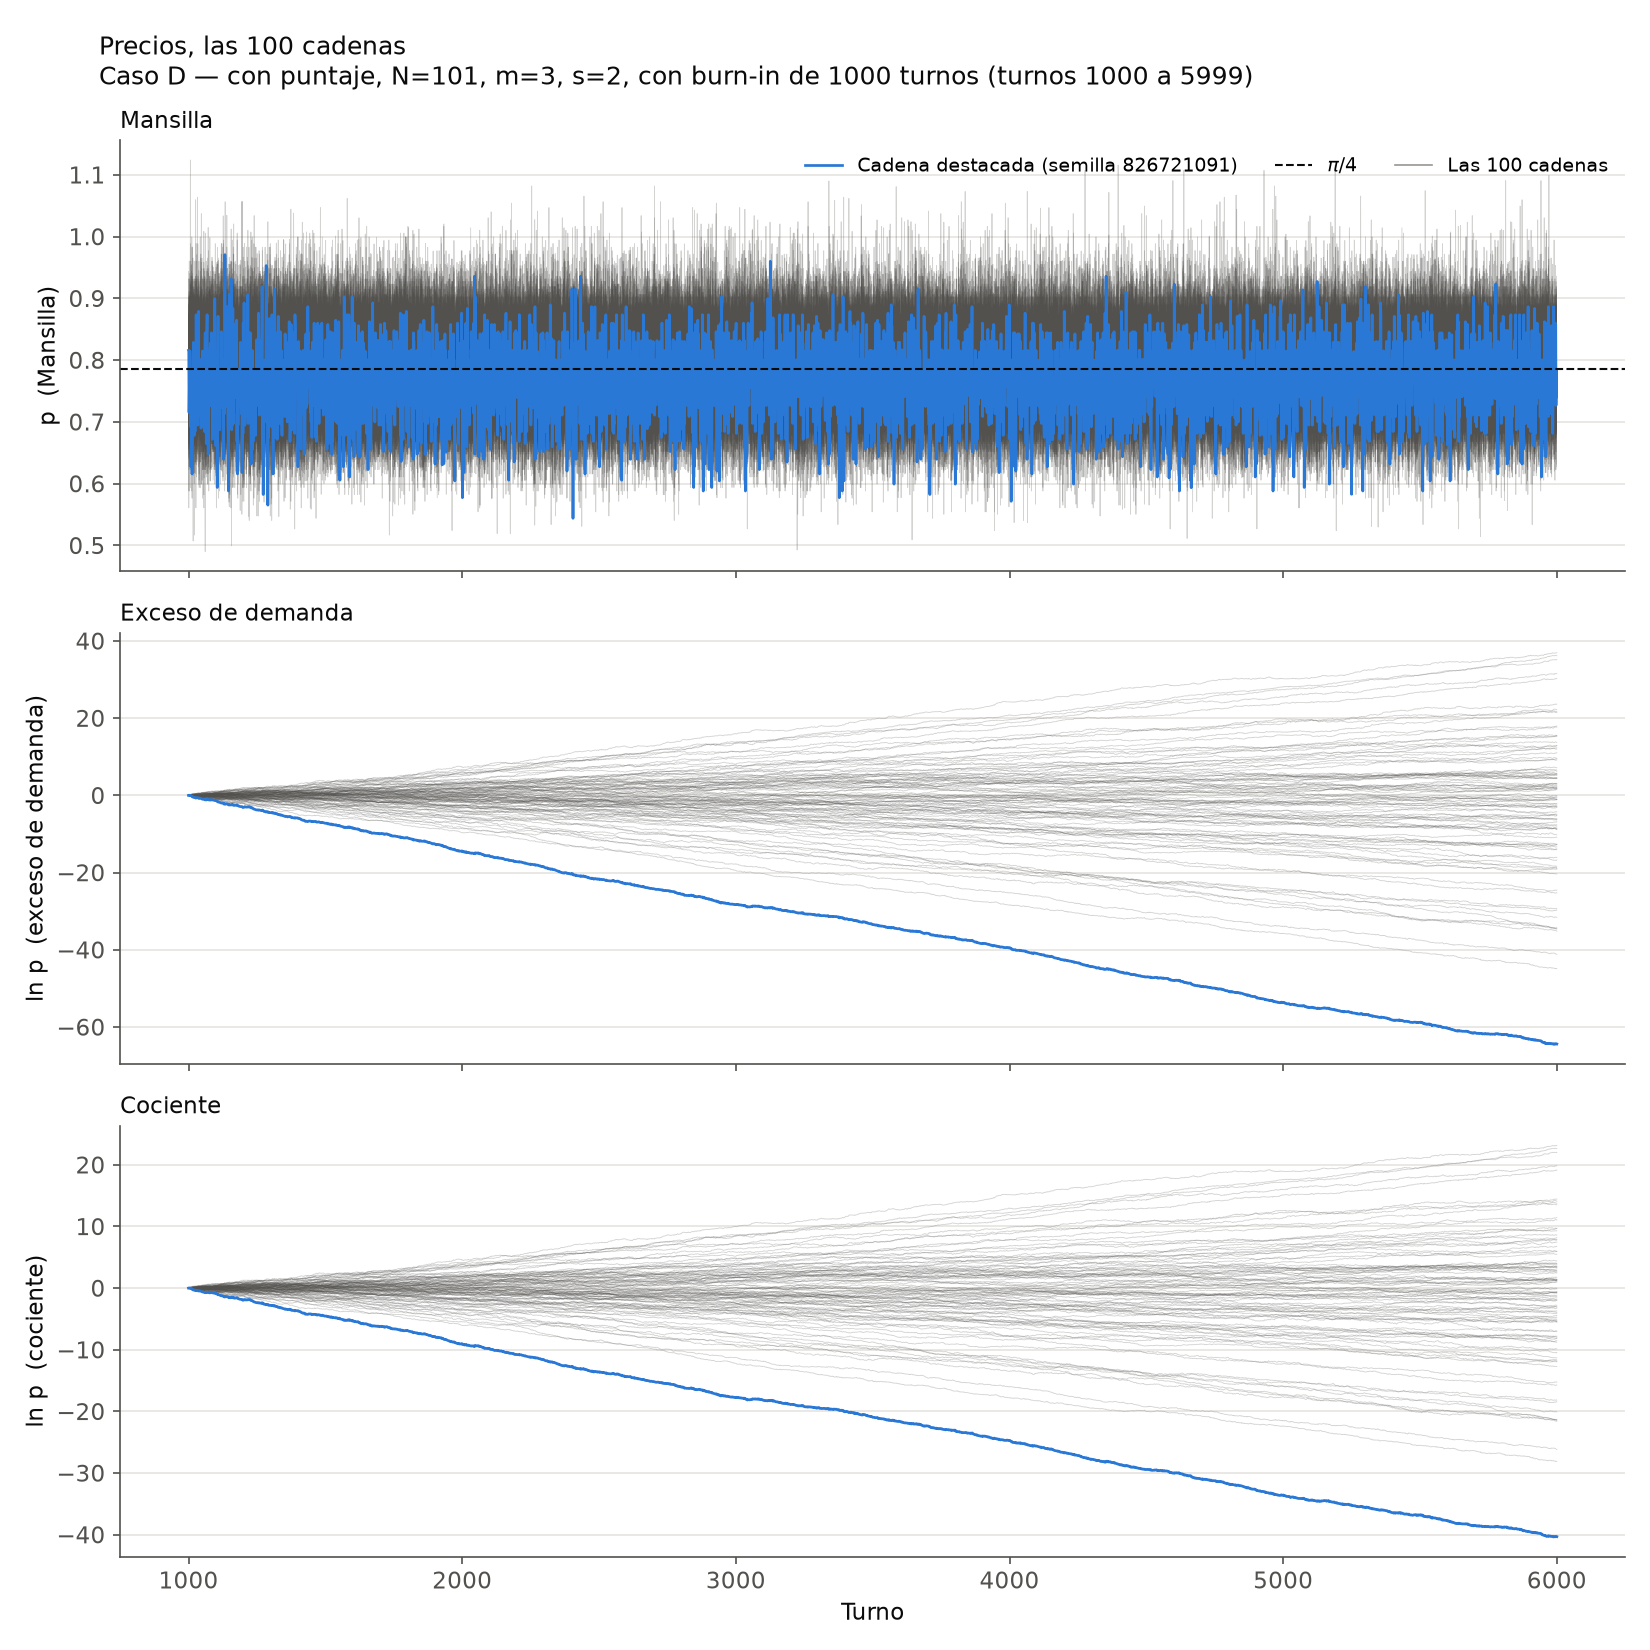 Precios, las 100 cadenas
Caso D — con puntaje, N=101, m=3, s=2, con burn-in de 1000 turnos (turnos 1000 a 5999)
Mansilla
Cadena destacada (semilla 826721091)
π/4
Las 100 cadenas
p (Mansilla)
1.1
1.0
0.9
0.8
0.7
0.6
0.5
Exceso de demanda
ln p (exceso de demanda)
40
20
0
−20
−40
−60
Cociente
ln p (cociente)
20
10
0
−10
−20
−30
−40
1000
2000
3000
4000
5000
6000
Turno